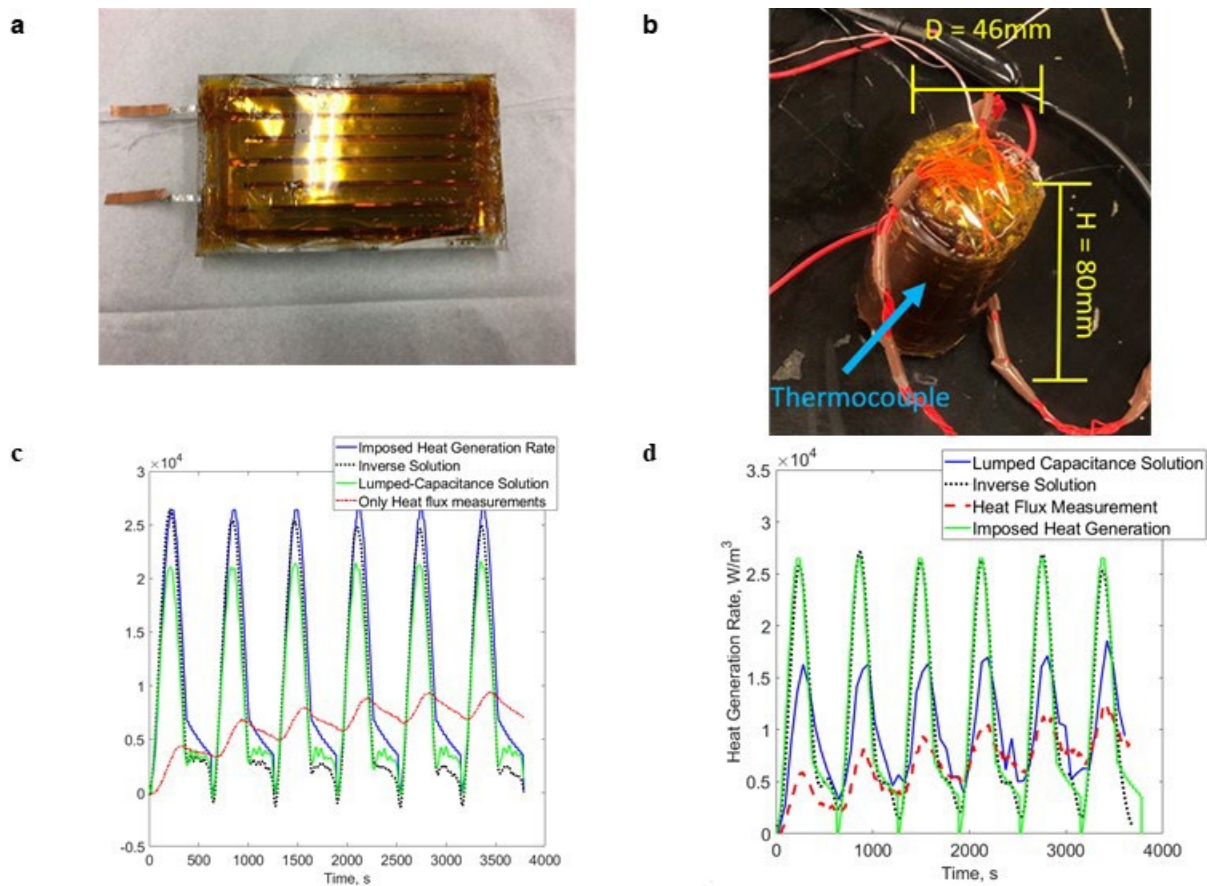 a
b
D = 46mm
H = 80mm
Thermocouple
c
Imposed Heat Generation Rate
Inverse Solution
Lumped-Capacitance Solution
Only Heat flux measurements
×10⁴
3
2.5
2
1.5
1
0.5
0
-0.5
0 500 1000 1500 2000 2500 3000 3500 4000
Time, s
d
Lumped Capacitance Solution
Inverse Solution
Heat Flux Measurement
Imposed Heat Generation
×10⁴
3.5
3
2.5
2
1.5
1
0.5
0
Heat Generation Rate, W/m³
0 1000 2000 3000 4000
Time, s